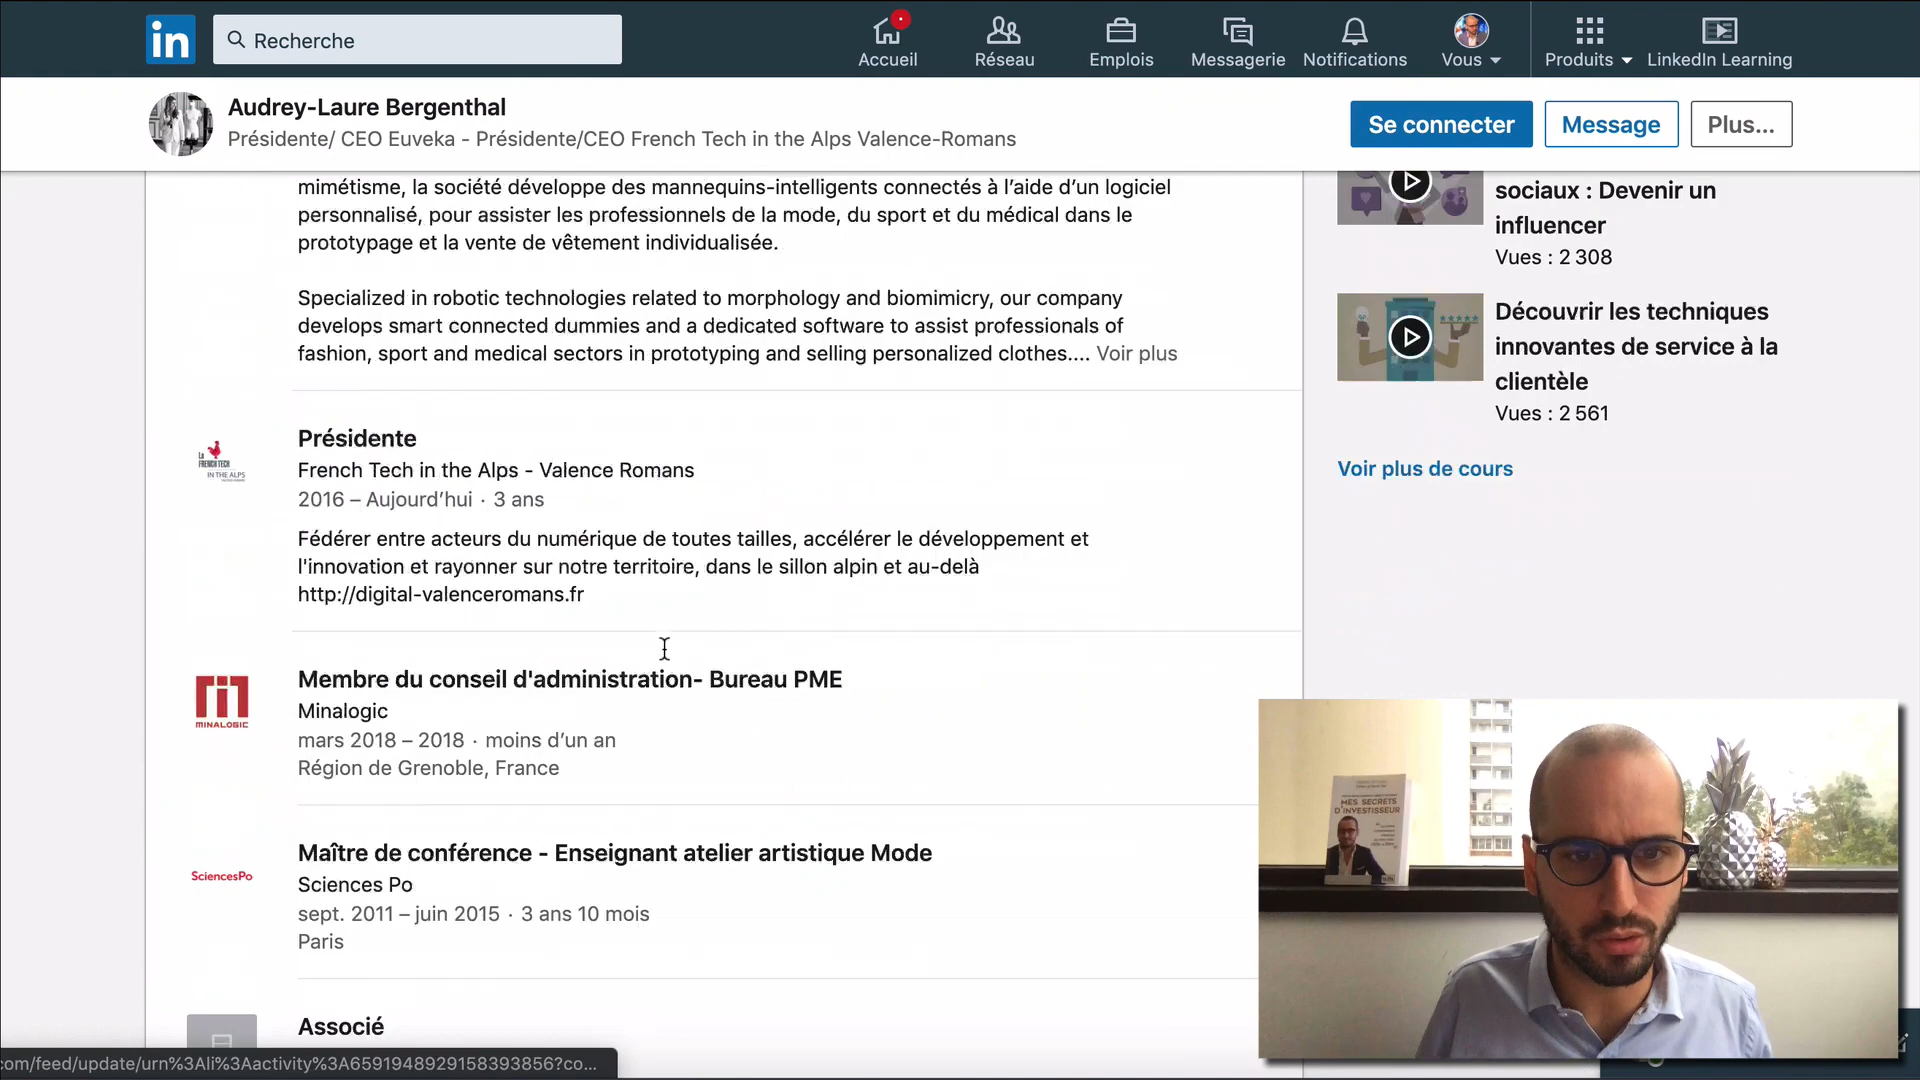 in
Recherche
Accueil
Réseau
Emplois
Messagerie
Notifications
Vous
Produits
LinkedIn Learning
Audrey-Laure Bergenthal
Présidente/ CEO Euveka - Présidente/CEO French Tech in the Alps Valence-Romans
Se connecter
Message
Plus...
mimétisme, la société développe des mannequins-intelligents connectés à l’aide d’un logiciel
personnalisé, pour assister les professionnels de la mode, du sport et du médical dans le
prototypage et la vente de vêtement individualisée.
Specialized in robotic technologies related to morphology and biomimicry, our company
develops smart connected dummies and a dedicated software to assist professionals of
fashion, sport and medical sectors in prototyping and selling personalized clothes.... Voir plus
La
FRENCH TECH
IN THE ALPS
Présidente
French Tech in the Alps - Valence Romans
2016 – Aujourd’hui · 3 ans
Fédérer entre acteurs du numérique de toutes tailles, accélérer le développement et
l'innovation et rayonner sur notre territoire, dans le sillon alpin et au-delà
http://digital-valenceromans.fr
MINALOGIC
Membre du conseil d'administration- Bureau PME
Minalogic
mars 2018 – 2018 · moins d’un an
Région de Grenoble, France
SciencesPo
Maître de conférence - Enseignant atelier artistique Mode
Sciences Po
sept. 2011 – juin 2015 · 3 ans 10 mois
Paris
Associé
sociaux : Devenir un
influencer
Vues : 2 308
Découvrir les techniques
innovantes de service à la
clientèle
Vues : 2 561
Voir plus de cours
MES SECRETS
D'INVESTISSEUR
com/feed/update/urn%3Ali%3Aactivity%3A6591948929158393856?co...